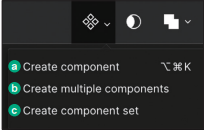 a Create component ⌥⌘K
b Create multiple components
c Create component set